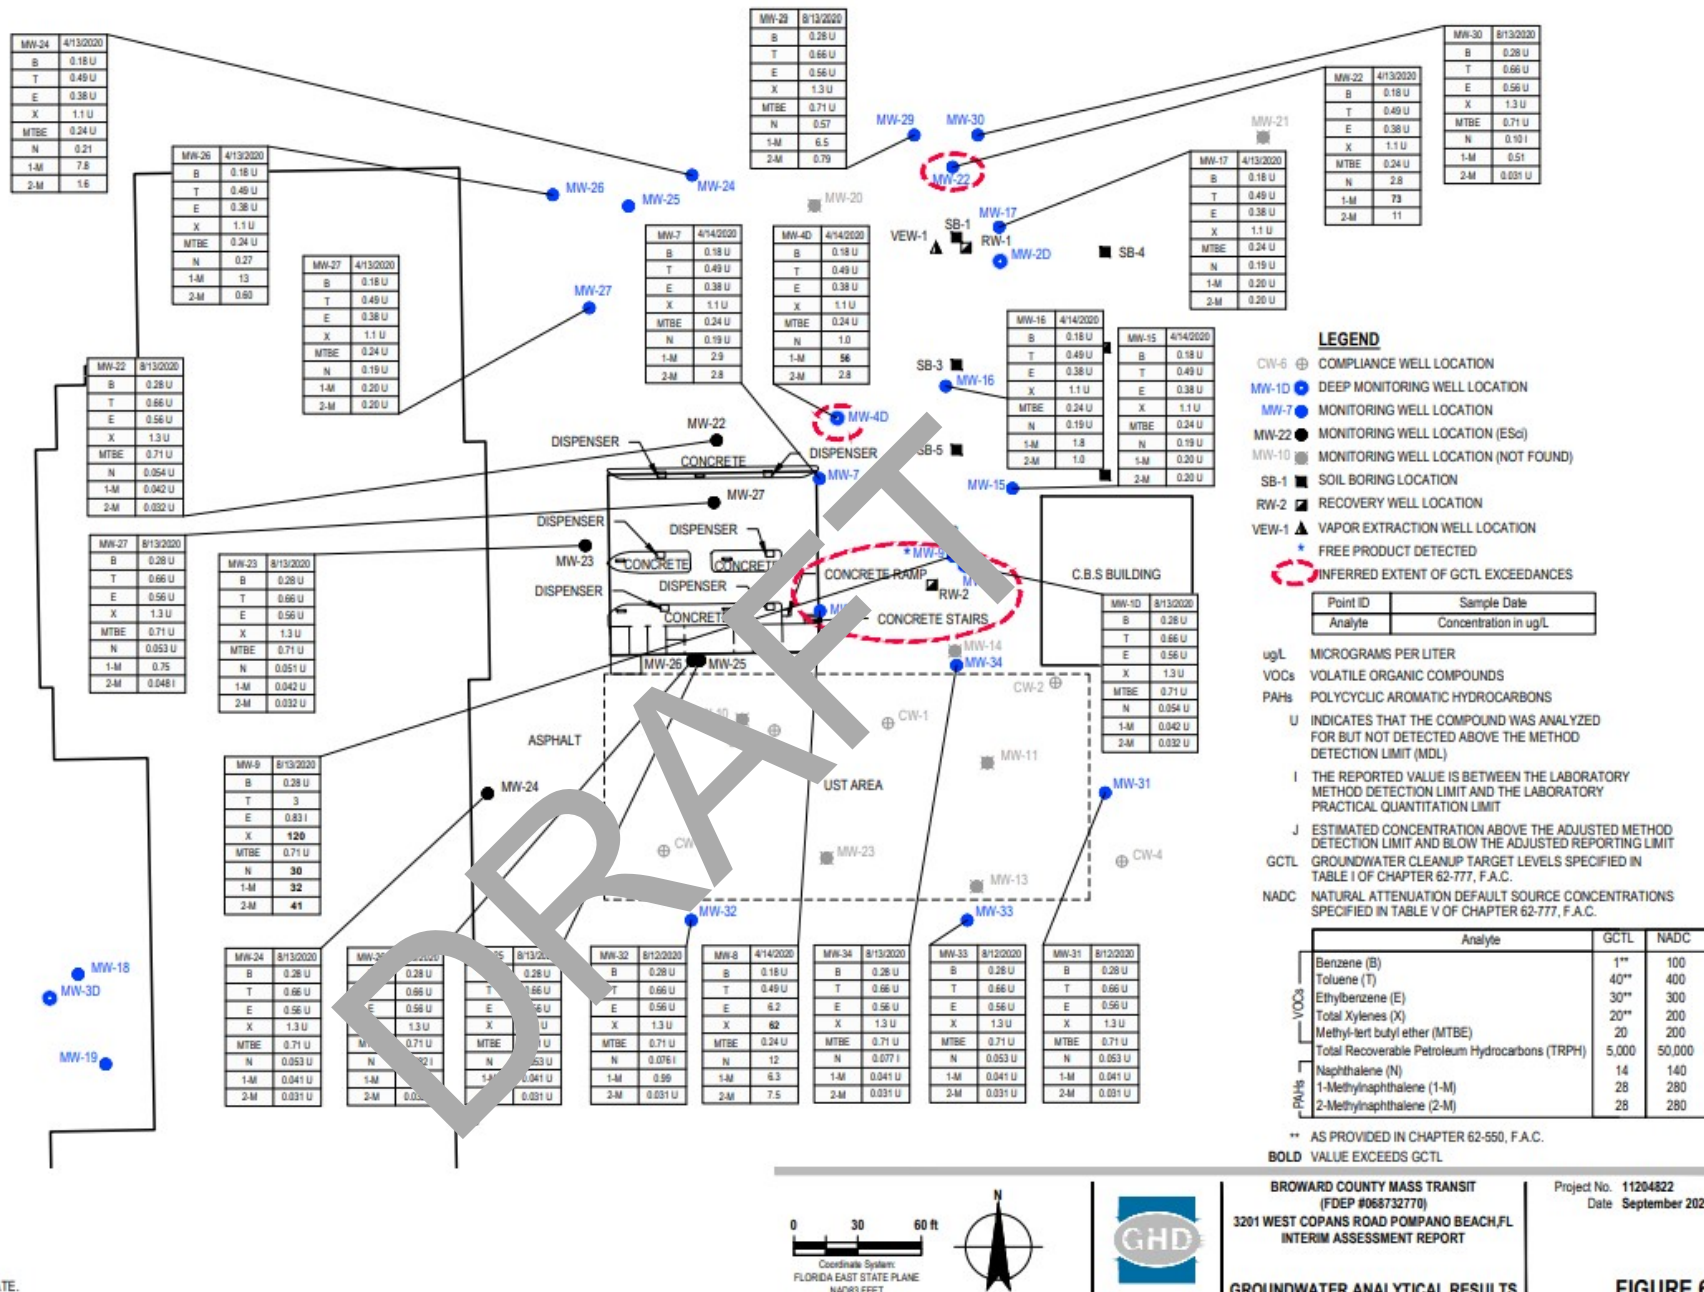 MW-24 4/13/2020
B 0.18 U
T 0.49 U
E 0.38 U
X 1.1 U
MTBE 0.24 U
N 0.21
1-M 7.8
2-M 1.6
MW-26 4/13/2020
B 0.18 U
T 0.49 U
E 0.38 U
X 1.1 U
MTBE 0.24 U
N 0.27
1-M 13
2-M 0.60
MW-27 4/13/2020
B 0.18 U
T 0.49 U
E 0.38 U
X 1.1 U
MTBE 0.24 U
N 0.19 U
1-M 0.20 U
2-M 0.20 U
MW-29 8/13/2020
B 0.28 U
T 0.66 U
E 0.56 U
X 1.3 U
MTBE 0.71 U
N 0.57
1-M 6.5
2-M 0.79
MW-30 8/13/2020
B 0.28 U
T 0.66 U
E 0.56 U
X 1.3 U
MTBE 0.71 U
N 0.10 I
1-M 0.51
2-M 0.031 U
MW-22 4/13/2020
B 0.18 U
T 0.49 U
E 0.38 U
X 1.1 U
MTBE 0.24 U
N 2.8
1-M 73
2-M 11
MW-17 4/13/2020
B 0.18 U
T 0.49 U
E 0.38 U
X 1.1 U
MTBE 0.24 U
N 0.19 U
1-M 0.20 U
2-M 0.20 U
MW-7 4/14/2020
B 0.18 U
T 0.49 U
E 0.38 U
X 1.1 U
MTBE 0.24 U
N 0.19 U
1-M 2.9
2-M 2.8
MW-4D 4/14/2020
B 0.18 U
T 0.49 U
E 0.38 U
X 1.1 U
MTBE 0.24 U
N 1.0
1-M 56
2-M 2.8
MW-16 4/14/2020
B 0.18 U
T 0.49 U
E 0.38 U
X 1.1 U
MTBE 0.24 U
N 0.19 U
1-M 1.8
2-M 1.0
MW-15 4/14/2020
B 0.18 U
T 0.49 U
E 0.38 U
X 1.1 U
MTBE 0.24 U
N 0.19 U
1-M 0.20 U
2-M 0.20 U
MW-22 8/13/2020
B 0.28 U
T 0.66 U
E 0.56 U
X 1.3 U
MTBE 0.71 U
N 0.054 U
1-M 0.042 U
2-M 0.032 U
MW-27 8/13/2020
B 0.28 U
T 0.66 U
E 0.56 U
X 1.3 U
MTBE 0.71 U
N 0.053 U
1-M 0.75
2-M 0.048 I
MW-23 8/13/2020
B 0.28 U
T 0.66 U
E 0.56 U
X 1.3 U
MTBE 0.71 U
N 0.051 U
1-M 0.042 U
2-M 0.032 U
MW-9 8/13/2020
B 0.28 U
T 3
E 0.83 I
X 120
MTBE 0.71 U
N 30
1-M 32
2-M 41
MW-1D 8/13/2020
B 0.28 U
T 0.66 U
E 0.56 U
X 1.3 U
MTBE 0.71 U
N 0.054 U
1-M 0.042 U
2-M 0.032 U
MW-26
MW-25
MW-24
MW-20
MW-29
MW-30
MW-22
MW-21
MW-17
SB-1
VEW-1
RW-1
MW-2D
SB-4
MW-27
SB-3
MW-16
MW-4D
SB-5
MW-15
MW-7
MW-22
DISPENSER
CONCRETE
DISPENSER
MW-27
DISPENSER
DISPENSER
MW-23
CONCRETE
CONCRETE
DISPENSER
DISPENSER
* MW-9
CONCRETE RAMP
RW-2
CONCRETE STAIRS
C.B.S BUILDING
MW-26
MW-25
MW-14
MW-34
CW-2
CW-1
ASPHALT
MW-11
UST AREA
MW-24
MW-31
MW-23
CW-4
MW-13
MW-32
MW-33
MW-18
MW-3D
MW-19
MW-24 8/13/2020
B 0.28 U
T 0.66 U
E 0.56 U
X 1.3 U
MTBE 0.71 U
N 0.053 U
1-M 0.041 U
2-M 0.031 U
0.28 U
0.66 U
E 0.56 U
1.3 U
0.71 U
N
1-M
2-M
0.28 U
T 0.66 U
E
X
MTBE
N
1-M 0.041 U
2-M 0.031 U
MW-32 8/12/2020
B 0.28 U
T 0.66 U
E 0.56 U
X 1.3 U
MTBE 0.71 U
N 0.076 I
1-M 0.99
2-M 0.031 U
MW-8 4/14/2020
B 0.18 U
T 0.49 U
E 6.2
X 62
MTBE 0.24 U
N 12
1-M 6.3
2-M 7.5
MW-34 8/13/2020
B 0.28 U
T 0.66 U
E 0.56 U
X 1.3 U
MTBE 0.71 U
N 0.077 I
1-M 0.041 U
2-M 0.031 U
MW-33 8/12/2020
B 0.28 U
T 0.66 U
E 0.56 U
X 1.3 U
MTBE 0.71 U
N 0.053 U
1-M 0.041 U
2-M 0.031 U
MW-31 8/12/2020
B 0.28 U
T 0.66 U
E 0.56 U
X 1.3 U
MTBE 0.71 U
N 0.053 U
1-M 0.041 U
2-M 0.031 U
DRAFT
LEGEND
CW-6 COMPLIANCE WELL LOCATION
MW-1D DEEP MONITORING WELL LOCATION
MW-7 MONITORING WELL LOCATION
MW-22 MONITORING WELL LOCATION (ESci)
MW-10 MONITORING WELL LOCATION (NOT FOUND)
SB-1 SOIL BORING LOCATION
RW-2 RECOVERY WELL LOCATION
VEW-1 VAPOR EXTRACTION WELL LOCATION
* FREE PRODUCT DETECTED
INFERRED EXTENT OF GCTL EXCEEDANCES
Point ID Sample Date
Analyte Concentration in ug/L
ug/L MICROGRAMS PER LITER
VOCs VOLATILE ORGANIC COMPOUNDS
PAHs POLYCYCLIC AROMATIC HYDROCARBONS
U INDICATES THAT THE COMPOUND WAS ANALYZED
FOR BUT NOT DETECTED ABOVE THE METHOD
DETECTION LIMIT (MDL)
I THE REPORTED VALUE IS BETWEEN THE LABORATORY
METHOD DETECTION LIMIT AND THE LABORATORY
PRACTICAL QUANTITATION LIMIT
J ESTIMATED CONCENTRATION ABOVE THE ADJUSTED METHOD
DETECTION LIMIT AND BLOW THE ADJUSTED REPORTING LIMIT
GCTL GROUNDWATER CLEANUP TARGET LEVELS SPECIFIED IN
TABLE I OF CHAPTER 62-777, F.A.C.
NADC NATURAL ATTENUATION DEFAULT SOURCE CONCENTRATIONS
SPECIFIED IN TABLE V OF CHAPTER 62-777, F.A.C.
Analyte GCTL NADC
VOCs
Benzene (B) 1** 100
Toluene (T) 40** 400
Ethylbenzene (E) 30** 300
Total Xylenes (X) 20** 200
Methyl-tert butyl ether (MTBE) 20 200
Total Recoverable Petroleum Hydrocarbons (TRPH) 5,000 50,000
PAHs
Naphthalene (N) 14 140
1-Methylnaphthalene (1-M) 28 280
2-Methylnaphthalene (2-M) 28 280
** AS PROVIDED IN CHAPTER 62-550, F.A.C.
BOLD VALUE EXCEEDS GCTL
0 30 60 ft
Coordinate System:
FLORIDA EAST STATE PLANE
NAD83 FEET
N
GHD
BROWARD COUNTY MASS TRANSIT
(FDEP #068732770)
3201 WEST COPANS ROAD POMPANO BEACH,FL
INTERIM ASSESSMENT REPORT
GROUNDWATER ANALYTICAL RESULTS
Project No. 11204822
Date September 202
FIGURE 6